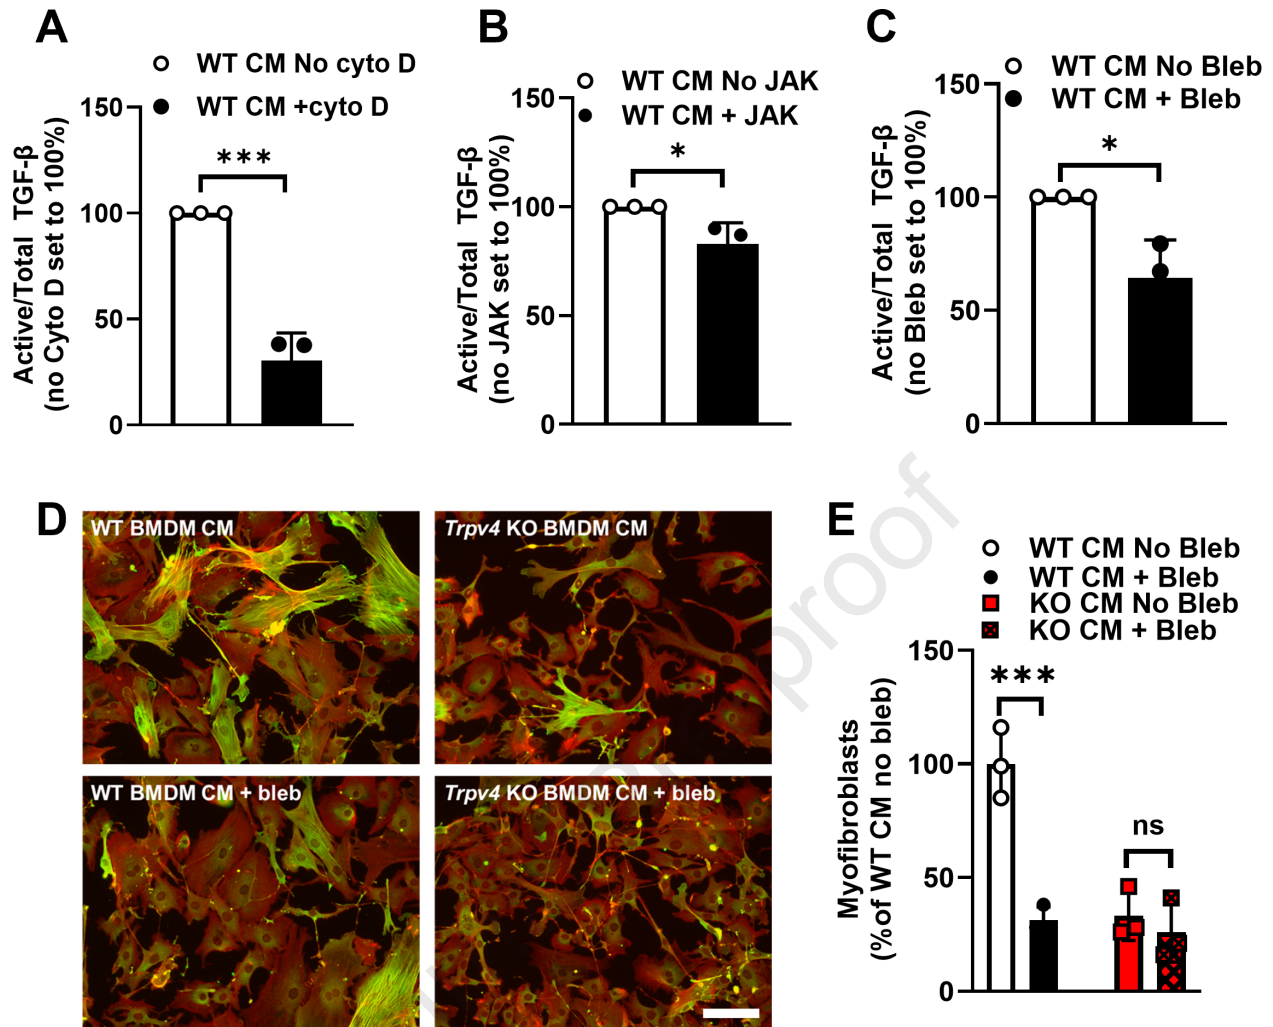 A
WT CM No cyto D
WT CM +cyto D
Active/Total TGF-β
(no Cyto D set to 100%)
150
100
50
0
***
B
WT CM No JAK
WT CM + JAK
Active/Total TGF-β
(no JAK set to 100%)
150
100
50
0
*
C
WT CM No Bleb
WT CM + Bleb
Active/Total TGF-β
(no Bleb set to 100%)
150
100
50
0
*
D
WT BMDM CM
Trpv4 KO BMDM CM
WT BMDM CM + bleb
Trpv4 KO BMDM CM + bleb
E
WT CM No Bleb
WT CM + Bleb
KO CM No Bleb
KO CM + Bleb
Myofibroblasts
(%of WT CM no bleb)
150
100
50
0
***
ns
proof